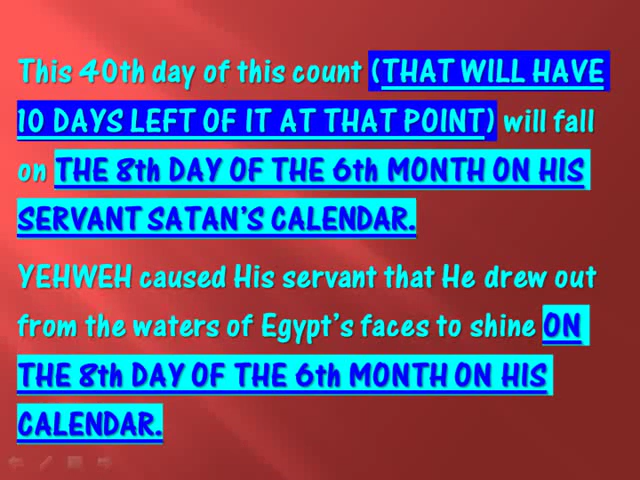 This 40th day of this count (THAT WILL HAVE
10 DAYS LEFT OF IT AT THAT POINT) will fall
on THE 8th DAY OF THE 6th MONTH ON HIS
SERVANT SATAN'S CALENDAR.
YEHWEH caused His servant that He drew out
from the waters of Egypt's faces to shine ON
THE 8th DAY OF THE 6th MONTH ON HIS
CALENDAR.